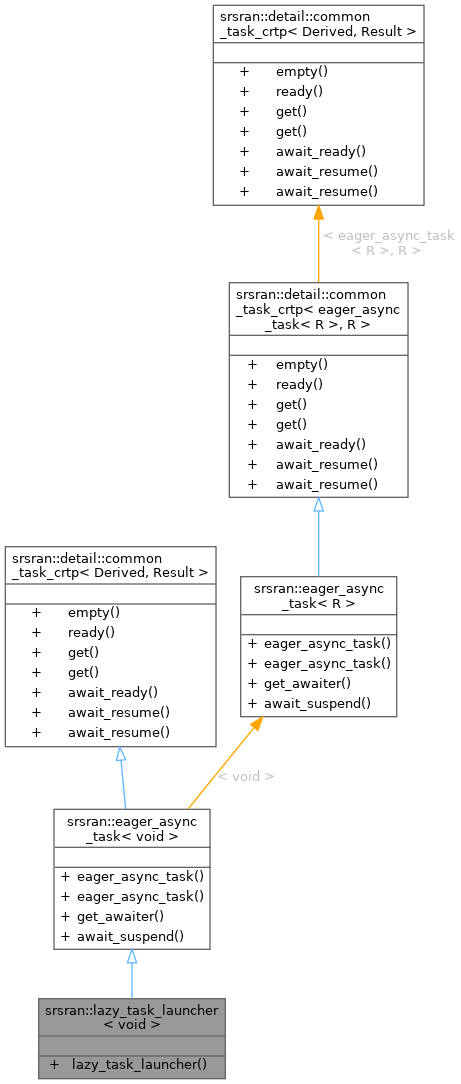 srsran::detail::common
_task_crtp< Derived, Result >
+ empty()
+ ready()
+ get()
+ get()
+ await_ready()
+ await_resume()
+ await_resume()
< eager_async_task
< R >, R >
srsran::detail::common
_task_crtp< eager_async
_task< R >, R >
+ empty()
+ ready()
+ get()
+ get()
+ await_ready()
+ await_resume()
+ await_resume()
srsran::detail::common
_task_crtp< Derived, Result >
+ empty()
+ ready()
+ get()
+ get()
+ await_ready()
+ await_resume()
+ await_resume()
srsran::eager_async
_task< R >
+ eager_async_task()
+ eager_async_task()
+ get_awaiter()
+ await_suspend()
< void >
srsran::eager_async
_task< void >
+ eager_async_task()
+ eager_async_task()
+ get_awaiter()
+ await_suspend()
srsran::lazy_task_launcher
< void >
+ lazy_task_launcher()